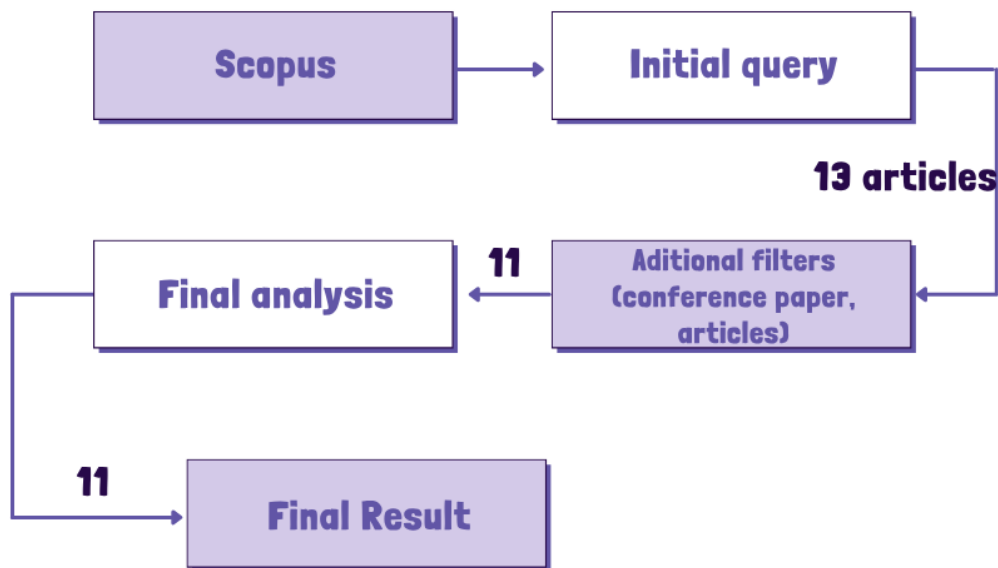 Scopus
Initial query
13 articles
Aditional filters
(conference paper,
articles)
11
Final analysis
11
Final Result